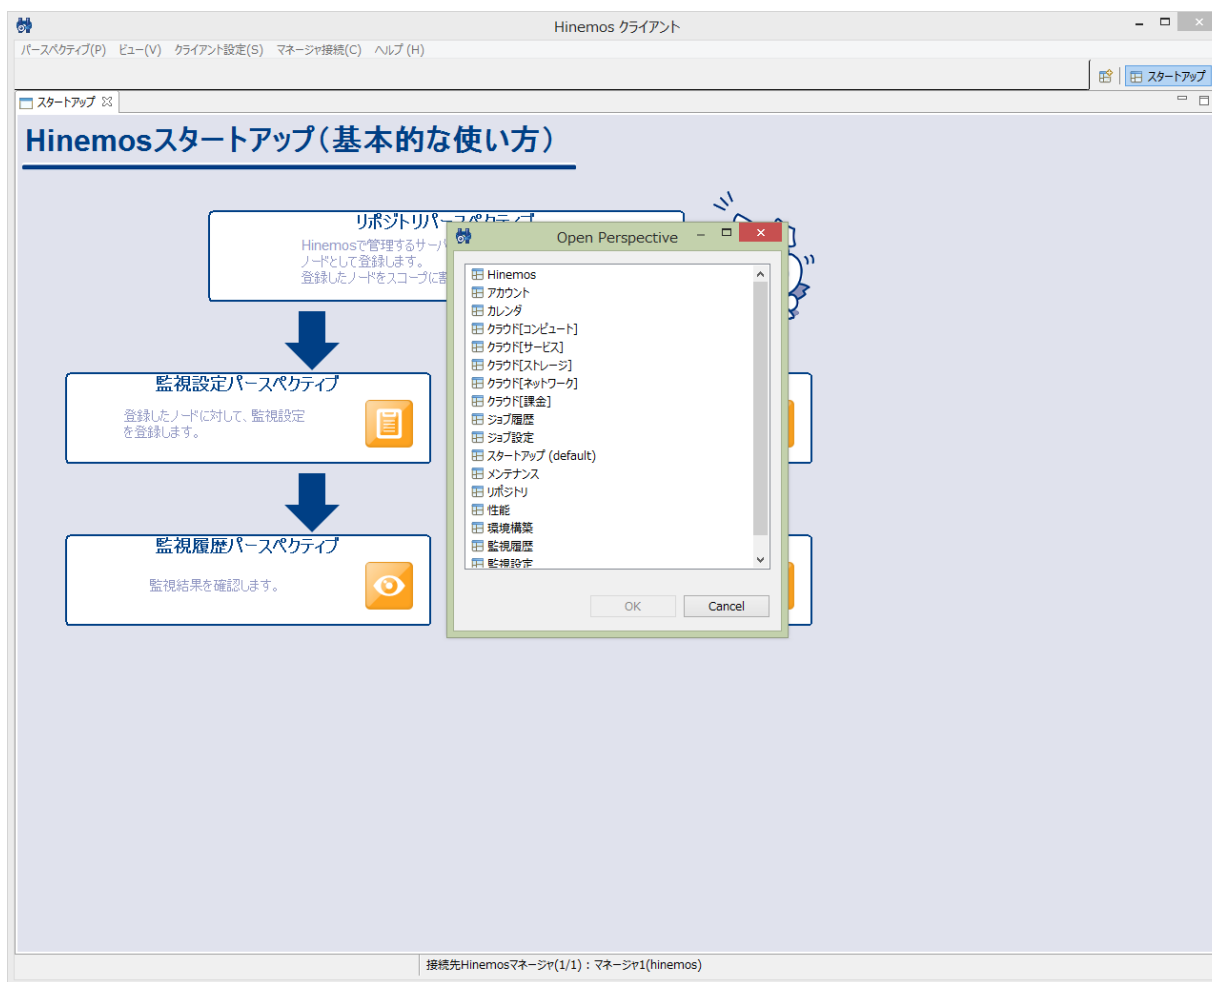 Hinemos クライアント
パースペクティブ(P) ビュー(V) クライアント設定(S) マネージャ接続(C) ヘルプ(H)
スタートアップ
スタートアップ
Hinemosスタートアップ(基本的な使い方)
リポジトリパースペクティブ
Hinemosで管理するサー
ノードとして登録します。
登録したノードをスコープに
監視設定パースペクティブ
登録したノードに対して、監視設定
を登録します。
監視履歴パースペクティブ
監視結果を確認します。
Open Perspective
Hinemos
アカウント
カレンダ
クラウド[コンピュート]
クラウド[サービス]
クラウド[ストレージ]
クラウド[ネットワーク]
クラウド[課金]
ジョブ履歴
ジョブ設定
スタートアップ (default)
メンテナンス
リポジトリ
性能
環境構築
監視履歴
監視設定
OK Cancel
接続先Hinemosマネージャ(1/1) : マネージャ1(hinemos)